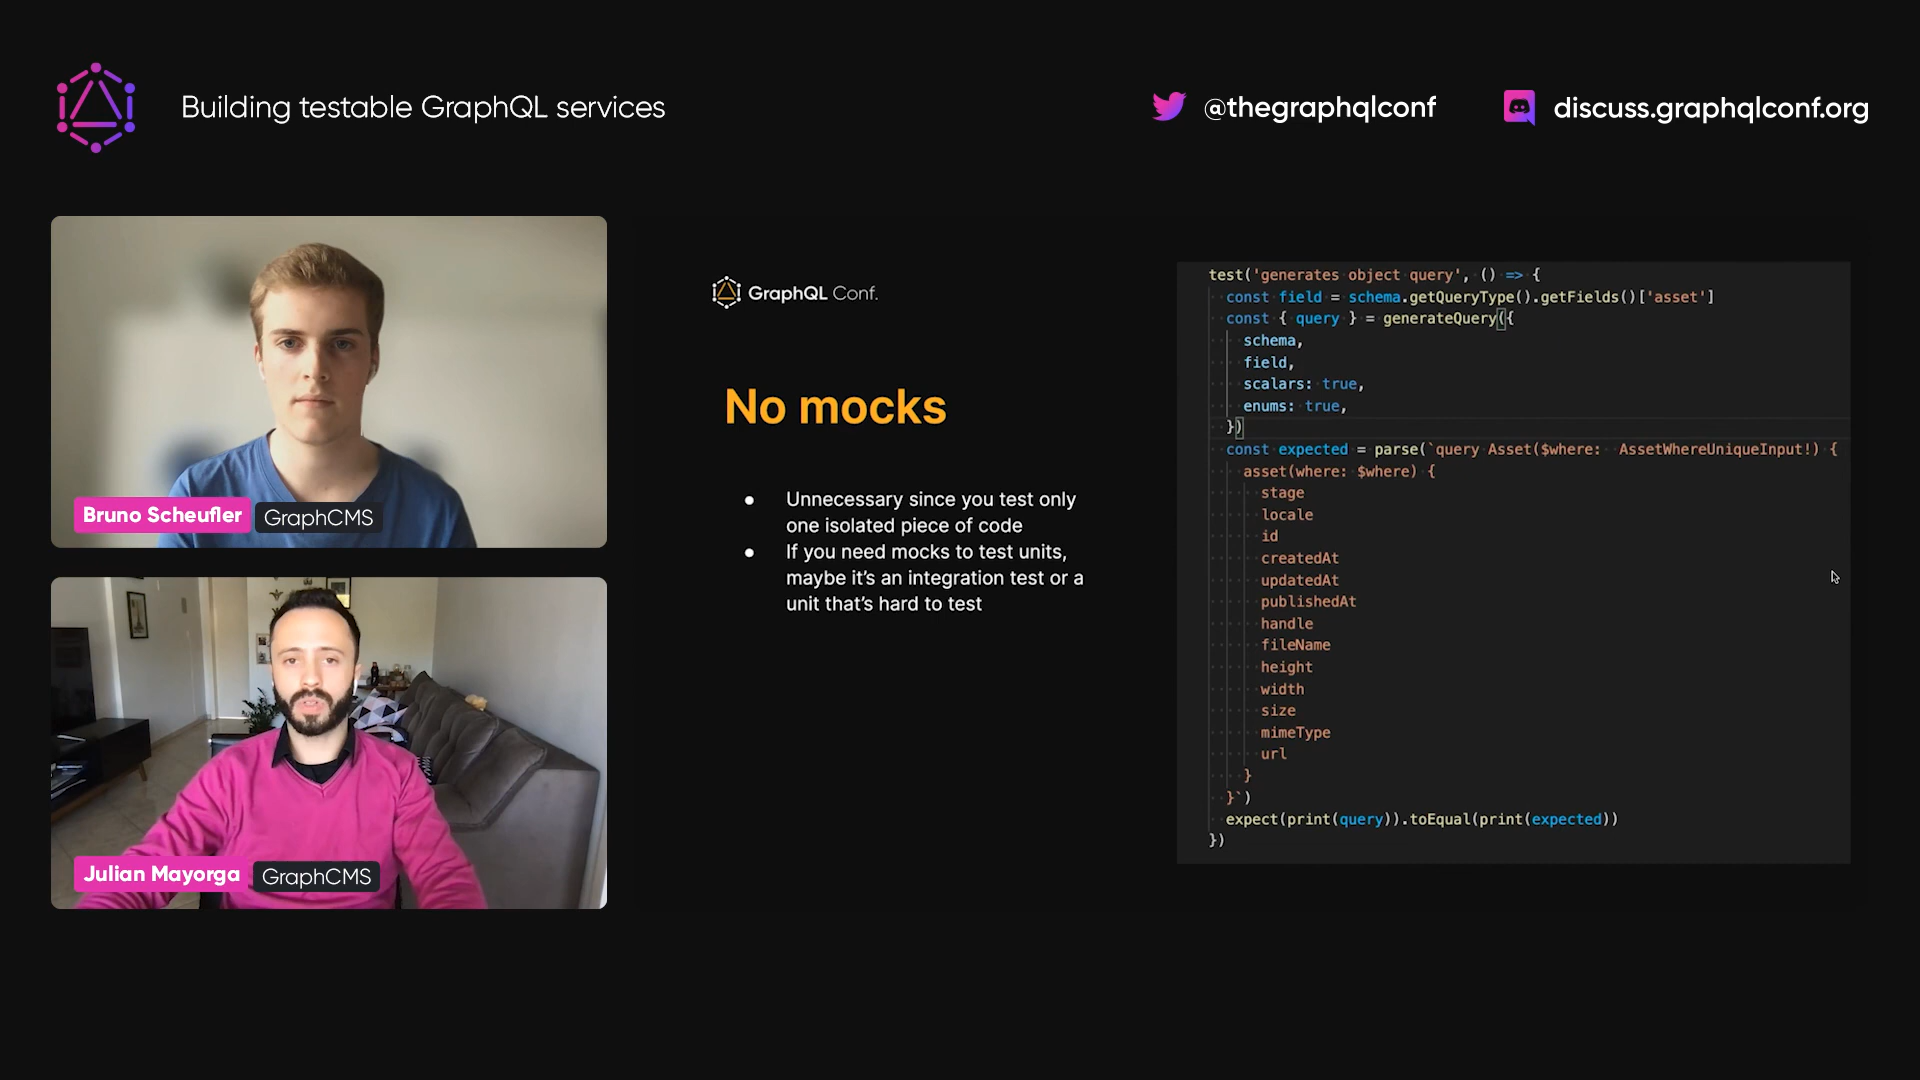 Building testable GraphQL services
@thegraphqlconf
discuss.graphqlconf.org
Bruno Scheufler
GraphCMS
Julian Mayorga
GraphCMS
GraphQL Conf.
No mocks
● Unnecessary since you test only
one isolated piece of code
● If you need mocks to test units,
maybe it's an integration test or a
unit that's hard to test
test('generates object query', () => {
const field = schema.getQueryType().getFields()['asset']
const { query } = generateQuery({
schema,
field,
scalars: true,
enums: true,
})
const expected = parse(`query Asset($where: AssetWhereUniqueInput!) {
asset(where: $where) {
stage
locale
id
createdAt
updatedAt
publishedAt
handle
fileName
height
width
size
mimeType
url
}
}`)
expect(print(query)).toEqual(print(expected))
})